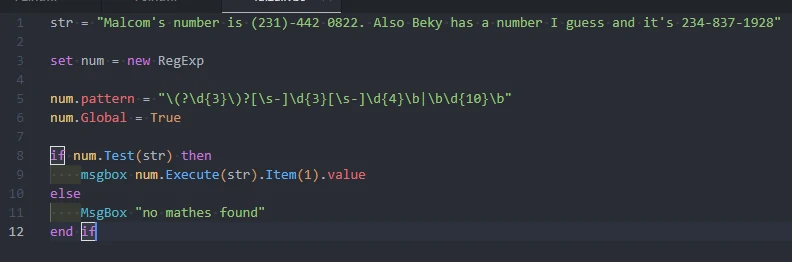 1 str = "Malcom's number is (231)-442 0822. Also Beky has a number I guess and it's 234-837-1928"
2
3 set num = new RegExp
4
5 num.pattern = "\(?\d{3}\)?[\s-]\d{3}[\s-]\d{4}\b|\b\d{10}\b"
6 num.Global = True
7
8 if num.Test(str) then
9 msgbox num.Execute(str).Item(1).value
10 else
11 MsgBox "no mathes found"
12 end if